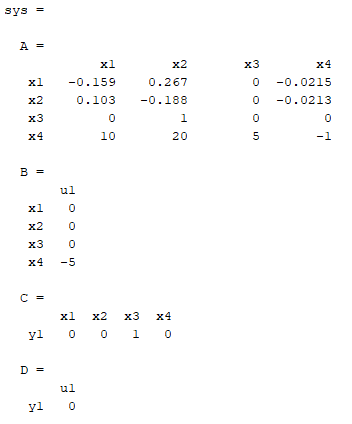 sys =
A =
x1 x2 x3 x4
x1 -0.159 0.267 0 -0.0215
x2 0.103 -0.188 0 -0.0213
x3 0 1 0 0
x4 10 20 5 -1
B =
u1
x1 0
x2 0
x3 0
x4 -5
C =
x1 x2 x3 x4
y1 0 0 1 0
D =
u1
y1 0